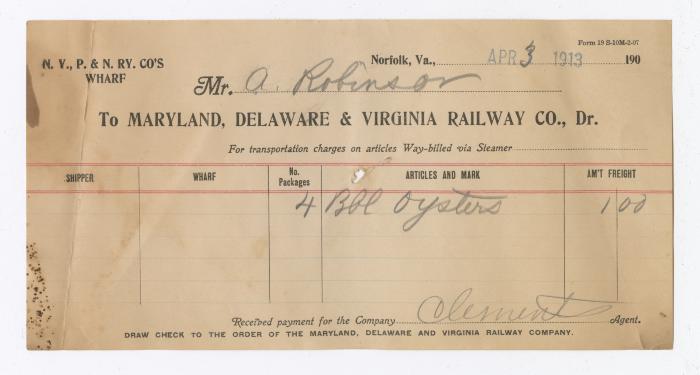 Form 19 S-10M-2-07
N. Y., P. & N. RY. CO'S
WHARF
Norfolk, Va., APR 3 1913 190
Mr. A. Robinson
To MARYLAND, DELAWARE & VIRGINIA RAILWAY CO., Dr.
For transportation charges on articles Way-billed via Steamer
SHIPPER WHARF No. Packages ARTICLES AND MARK AM'T FREIGHT
4 Bbl Oysters 1 00
Received payment for the Company Clement Agent.
DRAW CHECK TO THE ORDER OF THE MARYLAND, DELAWARE AND VIRGINIA RAILWAY COMPANY.